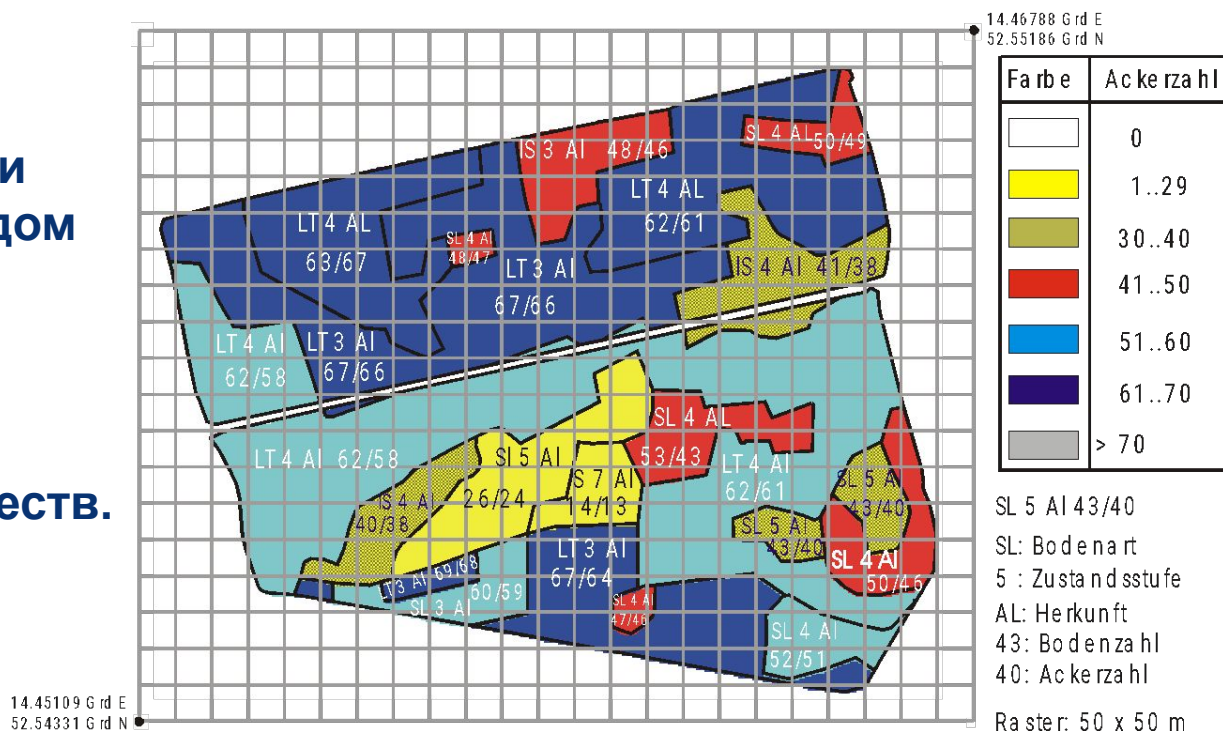 и
дом
еств.
14.46788 Grd E
52.55186 Grd N
Farbe Ackerzahl
0
1..29
30..40
41..50
51..60
61..70
> 70
SL 5 Al 43/40
SL: Bodenart
5 : Zustandsstufe
AL: Herkunft
43: Bodenzahl
40: Ackerzahl
Raster: 50 x 50 m
SL 4 AL 50/49
IS 3 Al 48/46
LT 4 AL
62/61
LT 4 AL
63/67
SL 4 Al
48/47
LT 3 Al
67/66
IS 4 Al 41/38
LT 4 Al
62/58
LT 3 Al
67/66
SL 4 AL
53/43
LT 4 Al 62/58
Sl 5 Al
26/24
S 7 Al
14/13
LT 4 Al
62/61
SL 5 A
43/40
IS 4 Al
40/38
SL 5 Al
43/40
LT 3 Al
67/64
SL 4 Al
50/46
LT3 Al 69/68
SL 3 Al 60/59
SL 4 Al
47/46
SL 4 Al
52/51
14.45109 Grd E
52.54331 Grd N